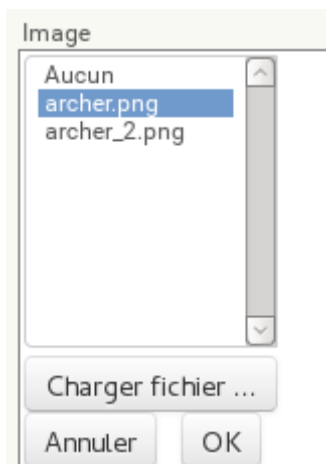 Image
Aucun
archer.png
archer_2.png
Charger fichier ...
Annuler OK